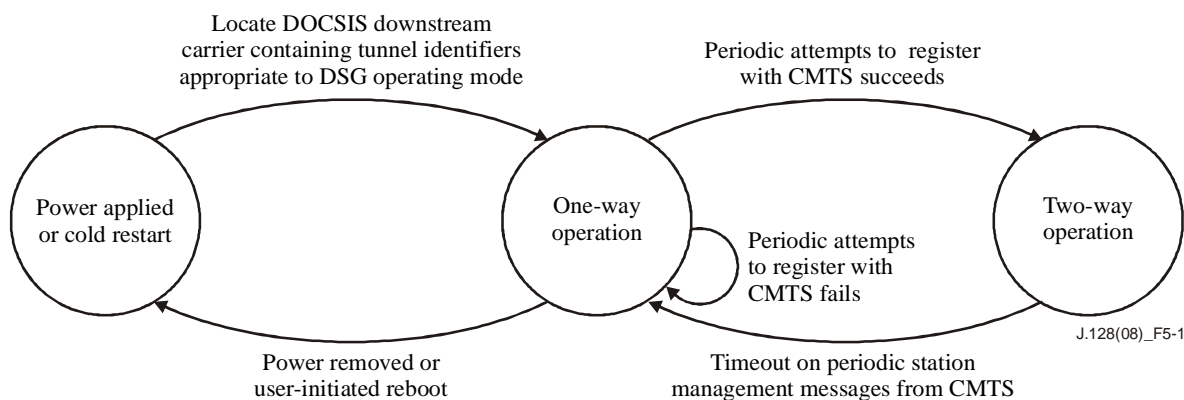 Locate DOCSIS downstream
carrier containing tunnel identifiers
appropriate to DSG operating mode
Periodic attempts to register
with CMTS succeeds
Power applied
or cold restart
One-way
operation
Two-way
operation
Periodic attempts
to register with
CMTS fails
J.128(08)_F5-1
Power removed or
user-initiated reboot
Timeout on periodic station
management messages from CMTS